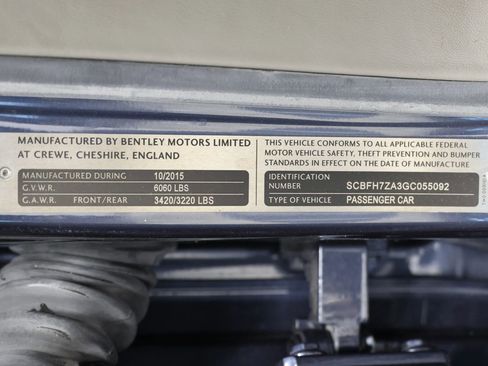 MANUFACTURED BY BENTLEY MOTORS LIMITED
AT CREWE, CHESHIRE, ENGLAND
MANUFACTURED DURING 10/2015
G.V.W.R. 6060 LBS
G.A.W.R. FRONT/REAR 3420/3220 LBS
THIS VEHICLE CONFORMS TO ALL APPLICABLE FEDERAL
MOTOR VEHICLE SAFETY, THEFT PREVENTION AND BUMPER
STANDARDS IN EFFECT ON THE DATE OF MANUFACTURE
IDENTIFICATION
NUMBER SCBFH7ZA3GC055092
TYPE OF VEHICLE PASSENGER CAR